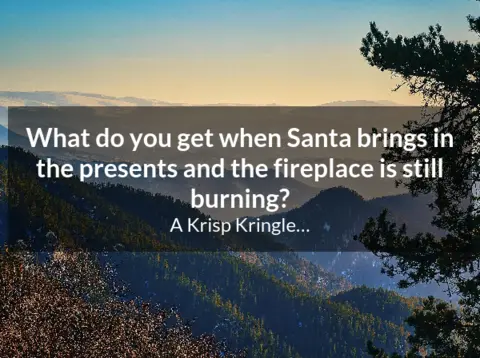 What do you get when Santa brings in
the presents and the fireplace is still
burning?
A Krisp Kringle...